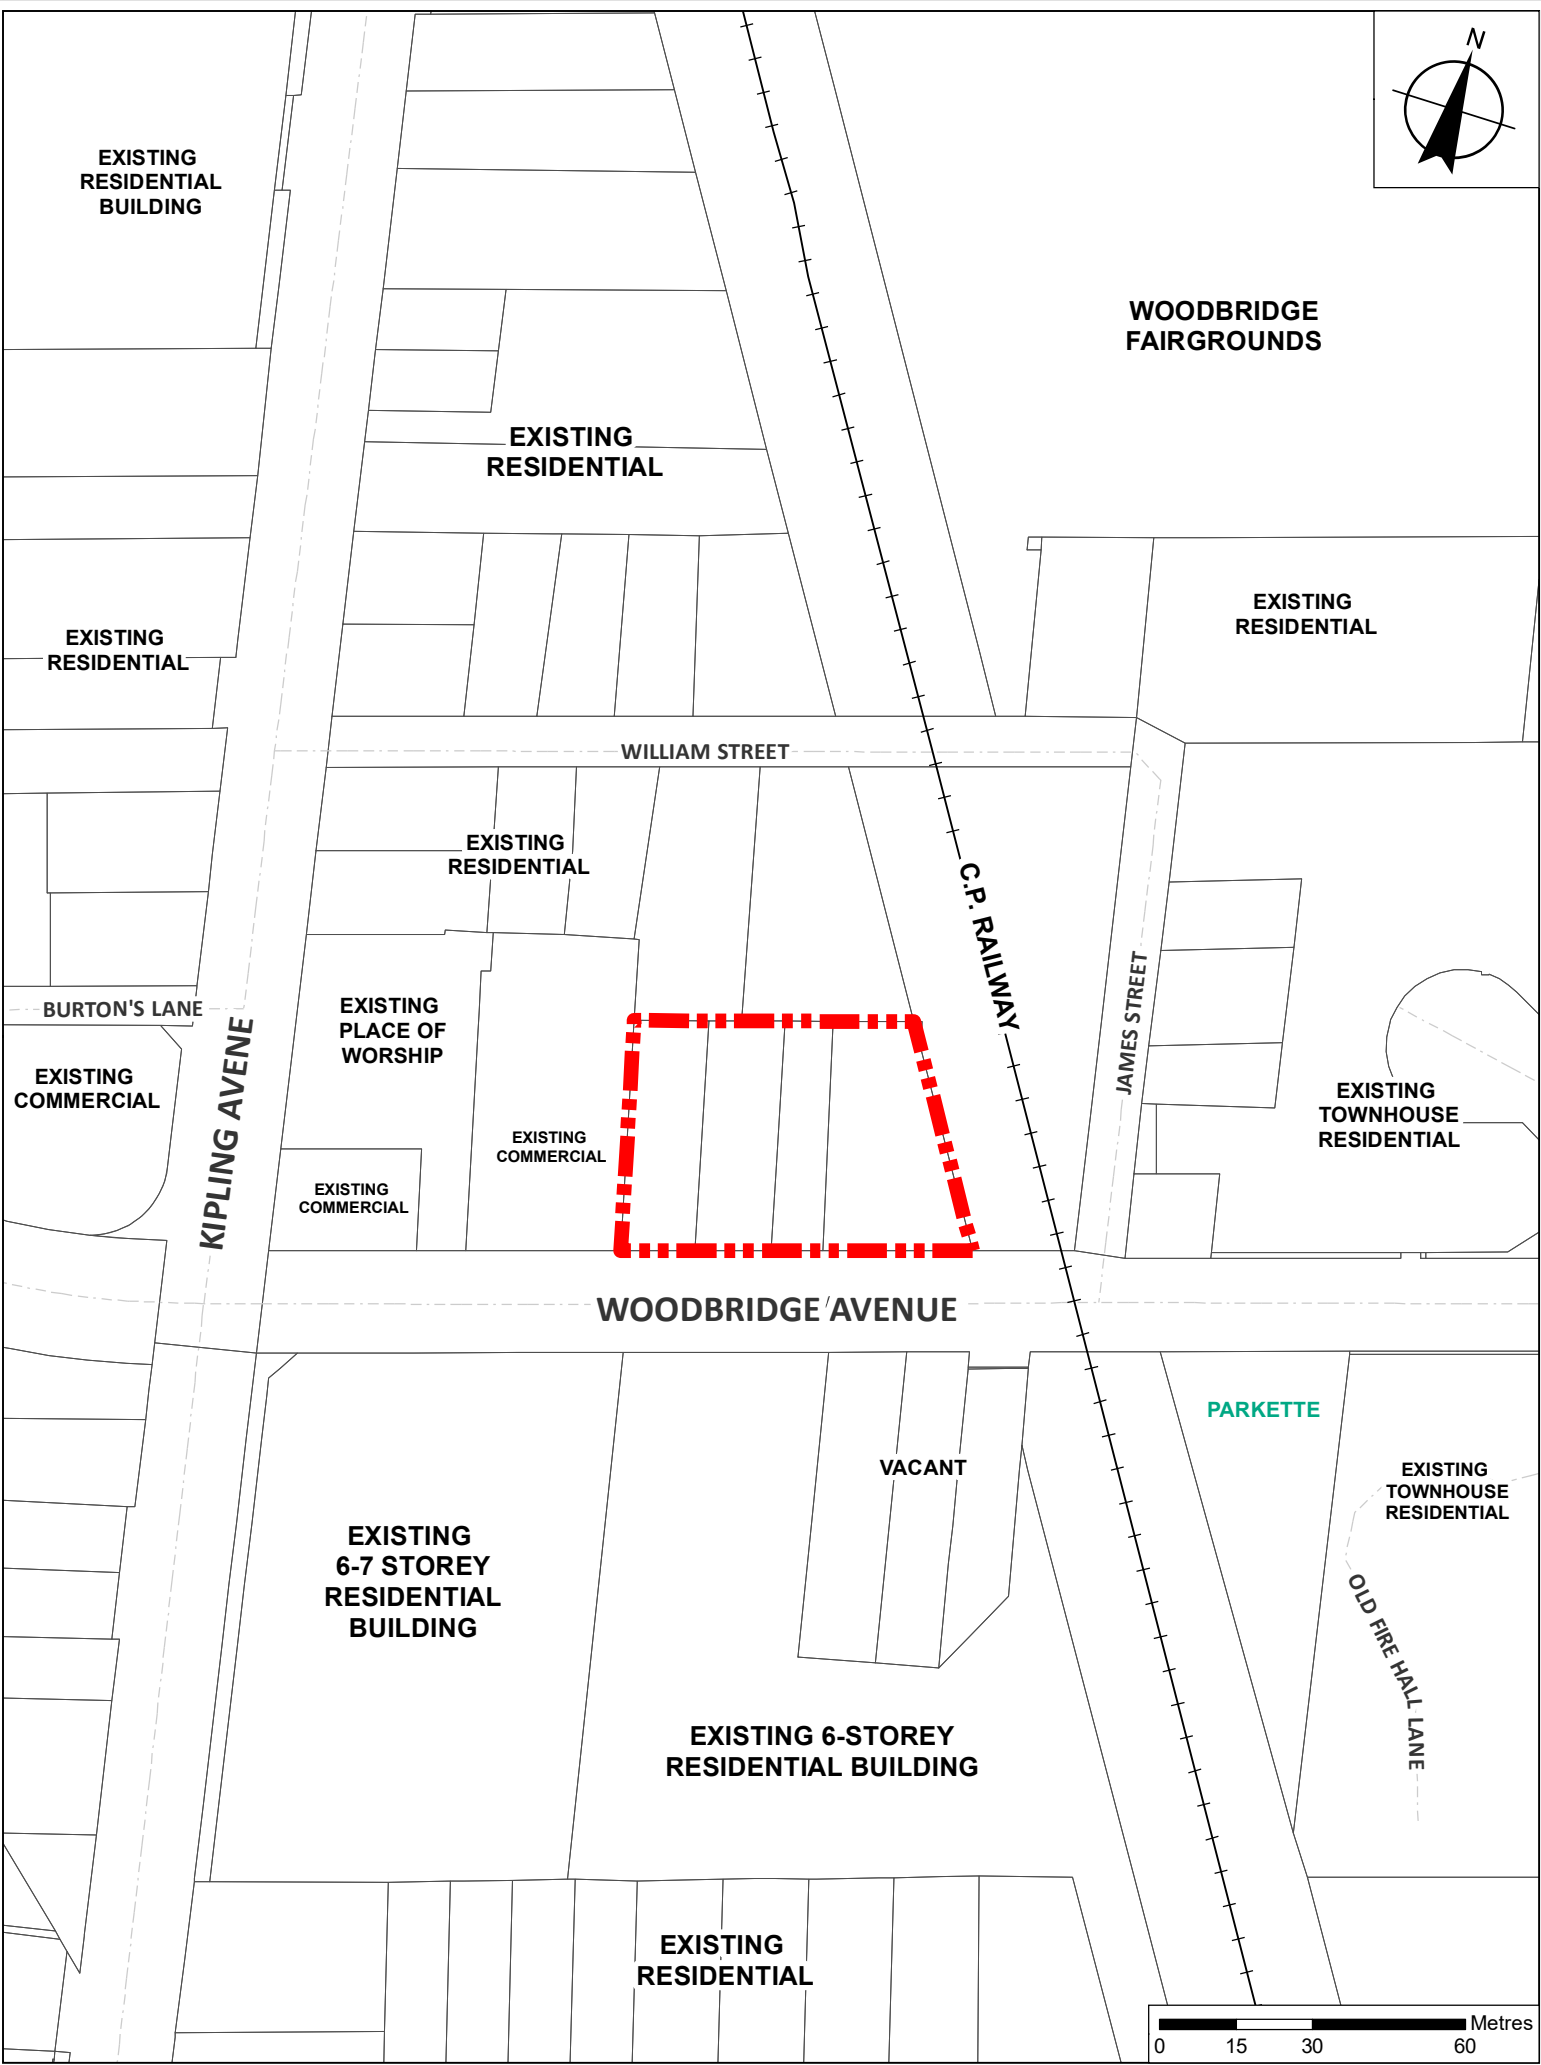 N
EXISTING
RESIDENTIAL
BUILDING
WOODBRIDGE
FAIRGROUNDS
EXISTING
RESIDENTIAL
EXISTING
RESIDENTIAL
EXISTING
RESIDENTIAL
WILLIAM STREET
EXISTING
RESIDENTIAL
C.P. RAILWAY
JAMES STREET
BURTON'S LANE
EXISTING
PLACE OF
WORSHIP
KIPLING AVENE
EXISTING
COMMERCIAL
EXISTING
COMMERCIAL
EXISTING
COMMERCIAL
EXISTING
TOWNHOUSE
RESIDENTIAL
WOODBRIDGE AVENUE
PARKETTE
VACANT
EXISTING
TOWNHOUSE
RESIDENTIAL
EXISTING
6-7 STOREY
RESIDENTIAL
BUILDING
OLD FIRE HALL LANE
EXISTING 6-STOREY
RESIDENTIAL BUILDING
EXISTING
RESIDENTIAL
Metres
0 15 30 60